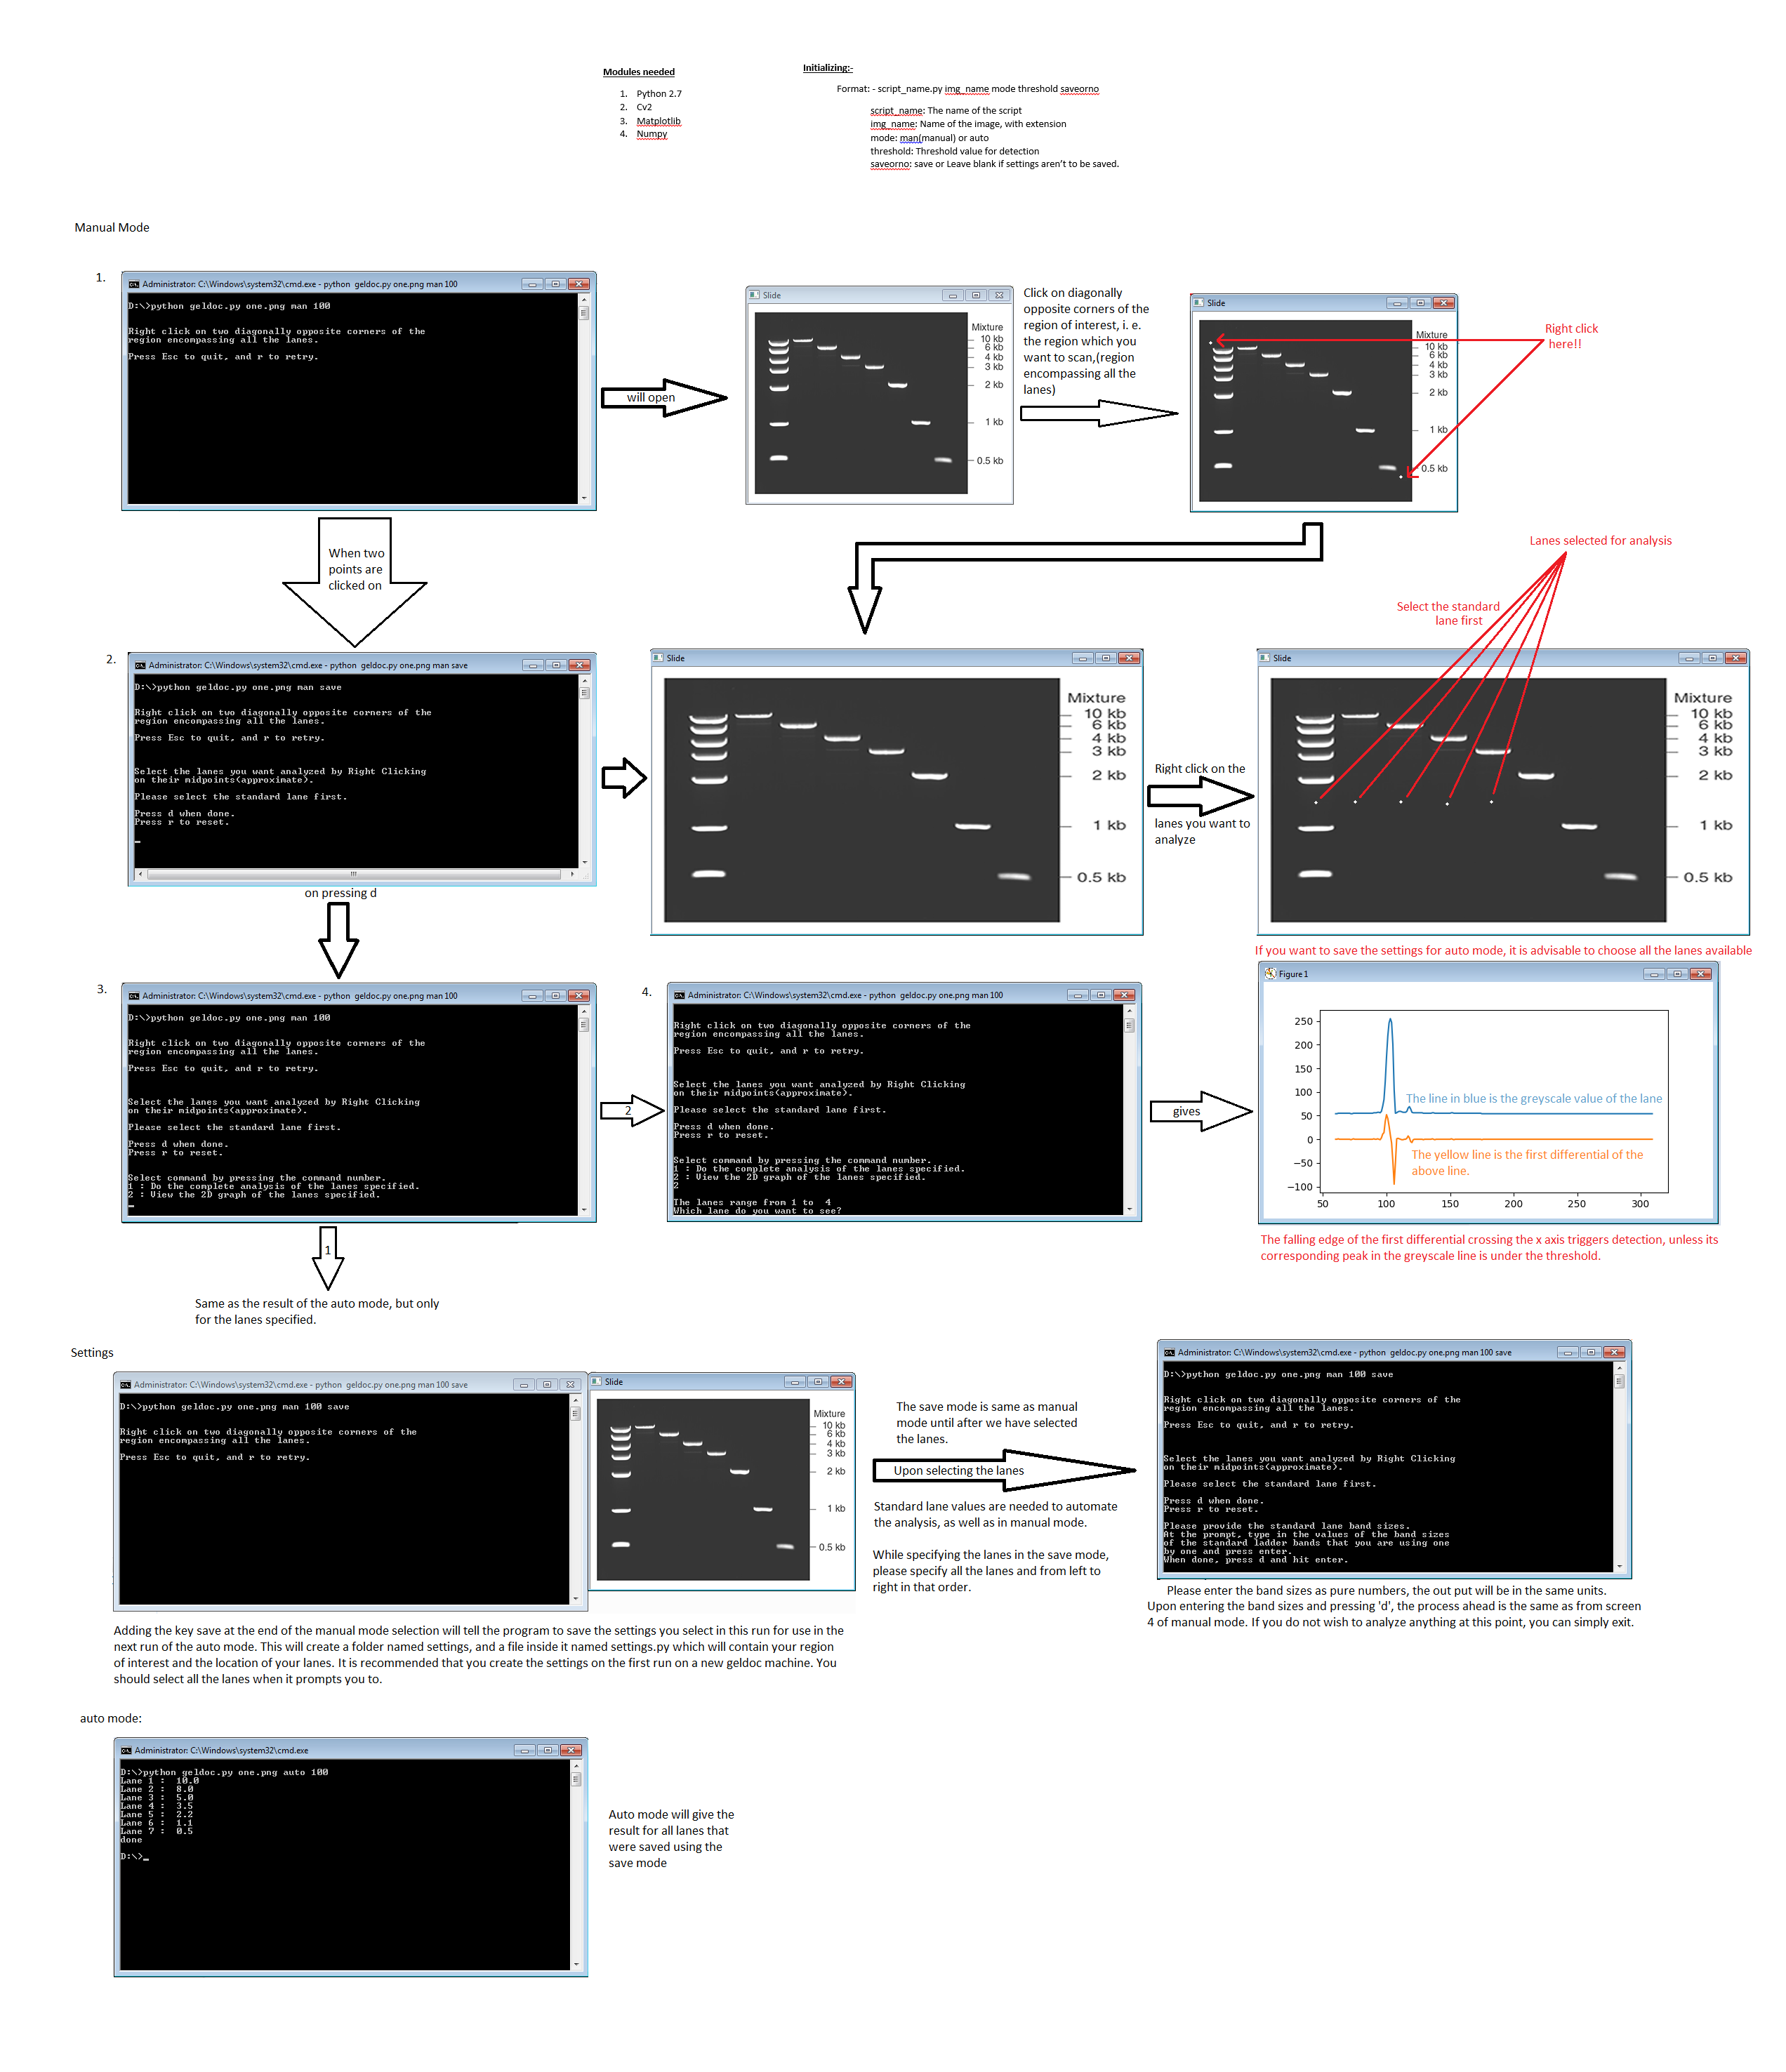 Modules needed
1. Python 2.7
2. Cv2
3. Matplotlib
4. Numpy
Initializing:-
Format: - script_name.py img_name mode threshold saveorno
script_name: The name of the script
img_name: Name of the image, with extension
mode: man(manual) or auto
threshold: Threshold value for detection
saveorno: save or Leave blank if settings aren't to be saved.
Manual Mode
1.
Administrator: C:\Windows\system32\cmd.exe - python geldoc.py one.png man 100
D:\>python geldoc.py one.png man 100
Right click on two diagonally opposite corners of the
region encompassing all the lanes.
Press Esc to quit, and r to retry.
will open
Slide
Mixture
10 kb
6 kb
4 kb
3 kb
2 kb
1 kb
0.5 kb
Click on diagonally
opposite corners of the
region of interest, i. e.
the region which you
want to scan,(region
encompassing all the
lanes)
Slide
Mixture
10 kb
6 kb
4 kb
3 kb
2 kb
1 kb
0.5 kb
Right click
here!!
When two
points are
clicked on
Lanes selected for analysis
Select the standard
lane first
2.
Administrator: C:\Windows\system32\cmd.exe - python geldoc.py one.png man save
D:\>python geldoc.py one.png man save
Right click on two diagonally opposite corners of the
region encompassing all the lanes.
Press Esc to quit, and r to retry.
Select the lanes you want analyzed by Right Clicking
on their midpoints(approximate).
Please select the standard lane first.
Press d when done.
Press r to reset.
Slide
Mixture
10 kb
6 kb
4 kb
3 kb
2 kb
1 kb
0.5 kb
Right click on the
lanes you want to
analyze
Slide
Mixture
10 kb
6 kb
4 kb
3 kb
2 kb
1 kb
0.5 kb
on pressing d
If you want to save the settings for auto mode, it is advisable to choose all the lanes available
3.
Administrator: C:\Windows\system32\cmd.exe - python geldoc.py one.png man 100
D:\>python geldoc.py one.png man 100
Right click on two diagonally opposite corners of the
region encompassing all the lanes.
Press Esc to quit, and r to retry.
Select the lanes you want analyzed by Right Clicking
on their midpoints(approximate).
Please select the standard lane first.
Press d when done.
Press r to reset.
Select command by pressing the command number.
1 : Do the complete analysis of the lanes specified.
2 : View the 2D graph of the lanes specified.
2
4.
Administrator: C:\Windows\system32\cmd.exe - python geldoc.py one.png man 100
Right click on two diagonally opposite corners of the
region encompassing all the lanes.
Press Esc to quit, and r to retry.
Select the lanes you want analyzed by Right Clicking
on their midpoints(approximate).
Please select the standard lane first.
Press d when done.
Press r to reset.
Select command by pressing the command number.
1 : Do the complete analysis of the lanes specified.
2 : View the 2D graph of the lanes specified.
2
The lanes range from 1 to 4
Which lane do you want to see?
gives
Figure 1
250
200
150
100
50
0
−50
−100
50 100 150 200 250 300
The line in blue is the greyscale value of the lane
The yellow line is the first differential of the
above line.
The falling edge of the first differential crossing the x axis triggers detection, unless its
corresponding peak in the greyscale line is under the threshold.
1
Same as the result of the auto mode, but only
for the lanes specified.
Settings
Administrator: C:\Windows\system32\cmd.exe - python geldoc.py one.png man 100 save
D:\>python geldoc.py one.png man 100 save
Right click on two diagonally opposite corners of the
region encompassing all the lanes.
Press Esc to quit, and r to retry.
Slide
Mixture
10 kb
6 kb
4 kb
3 kb
2 kb
1 kb
0.5 kb
The save mode is same as manual
mode until after we have selected
the lanes.
Upon selecting the lanes
Standard lane values are needed to automate
the analysis, as well as in manual mode.
While specifying the lanes in the save mode,
please specify all the lanes and from left to
right in that order.
Administrator: C:\Windows\system32\cmd.exe - python geldoc.py one.png man 100 save
D:\>python geldoc.py one.png man 100 save
Right click on two diagonally opposite corners of the
region encompassing all the lanes.
Press Esc to quit, and r to retry.
Select the lanes you want analyzed by Right Clicking
on their midpoints(approximate).
Please select the standard lane first.
Press d when done.
Press r to reset.
Please provide the standard lane band sizes.
At the prompt, type in the values of the band sizes
of the standard ladder bands that you are using one
by one and press enter.
When done, press d and hit enter.
Please enter the band sizes as pure numbers, the out put will be in the same units.
Upon entering the band sizes and pressing 'd', the process ahead is the same as from screen
4 of manual mode. If you do not wish to analyze anything at this point, you can simply exit.
Adding the key save at the end of the manual mode selection will tell the program to save the settings you select in this run for use in the
next run of the auto mode. This will create a folder named settings, and a file inside it named settings.py which will contain your region
of interest and the location of your lanes. It is recommended that you create the settings on the first run on a new geldoc machine. You
should select all the lanes when it prompts you to.
auto mode:
Administrator: C:\Windows\system32\cmd.exe
D:\>python geldoc.py one.png auto 100
Lane 1 : 10.0
Lane 2 : 8.0
Lane 3 : 5.0
Lane 4 : 3.5
Lane 5 : 2.2
Lane 6 : 1.1
Lane 7 : 0.5
done
D:\>_
Auto mode will give the
result for all lanes that
were saved using the
save mode